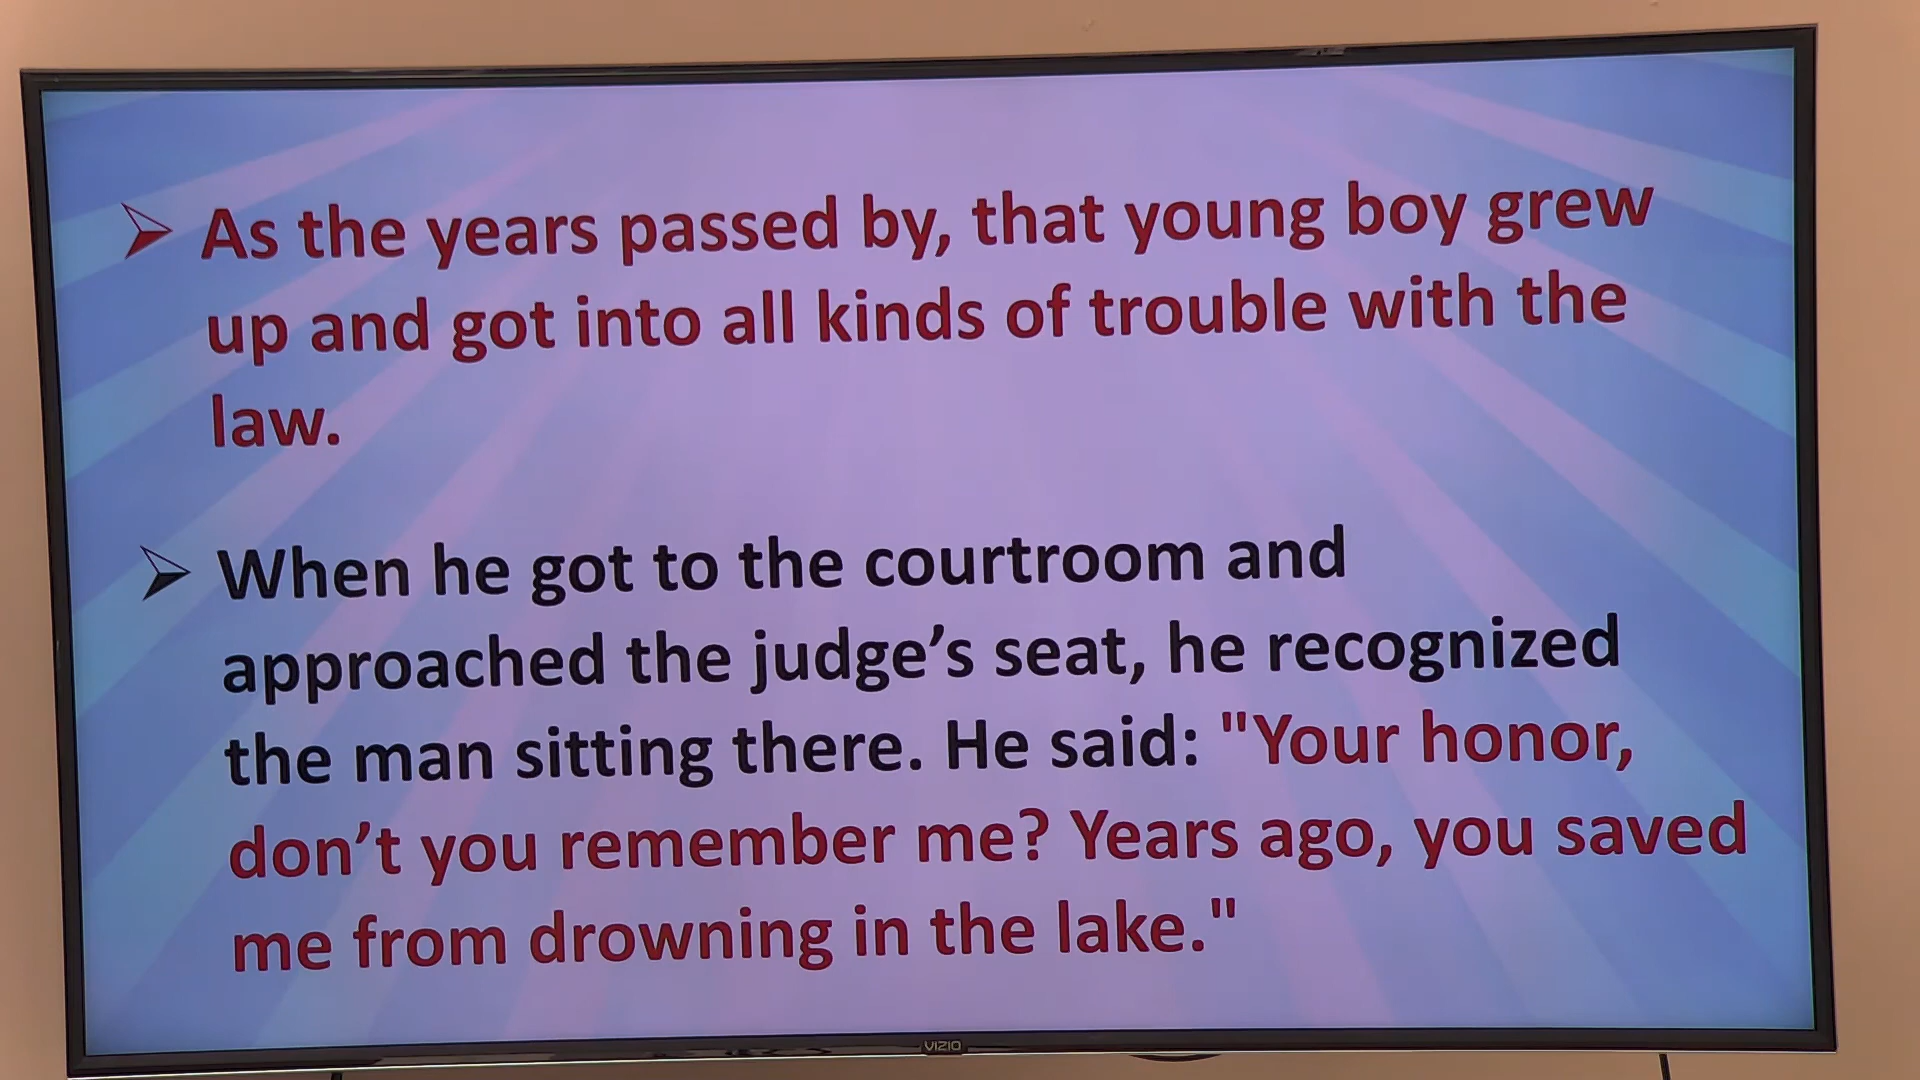 ➢ As the years passed by, that young boy grew
up and got into all kinds of trouble with the
law.
➢ When he got to the courtroom and
approached the judge’s seat, he recognized
the man sitting there. He said: "Your honor,
don’t you remember me? Years ago, you saved
me from drowning in the lake."
VIZIO